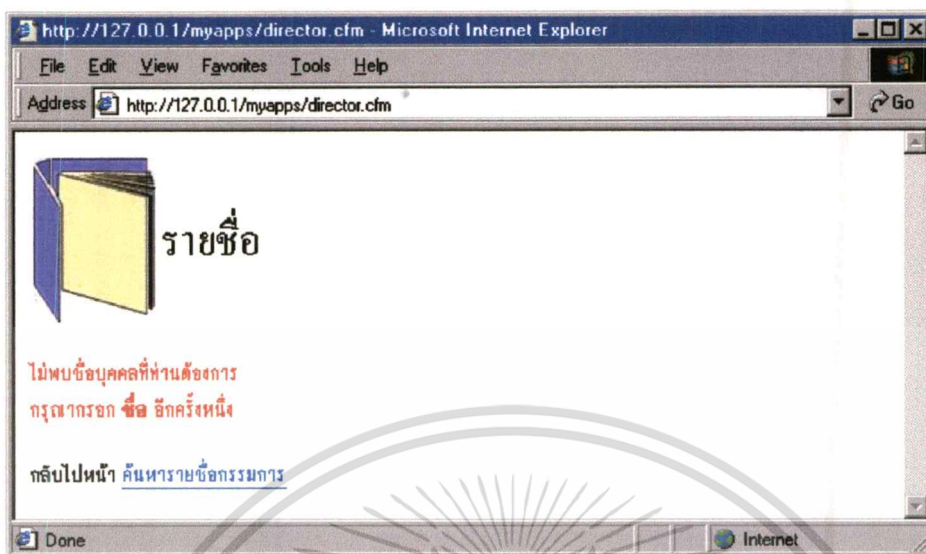 http://127.0.0.1/myapps/director.cfm - Microsoft Internet Explorer
File Edit View Favorites Tools Help
Address http://127.0.0.1/myapps/director.cfm Go
รายชื่อ
ไม่พบชื่อบุคคลที่ท่านต้องการ
กรุณากรอก ชื่อ อีกครั้งหนึ่ง
กลับไปหน้า ค้นหารายชื่อกรรมการ
Done Internet